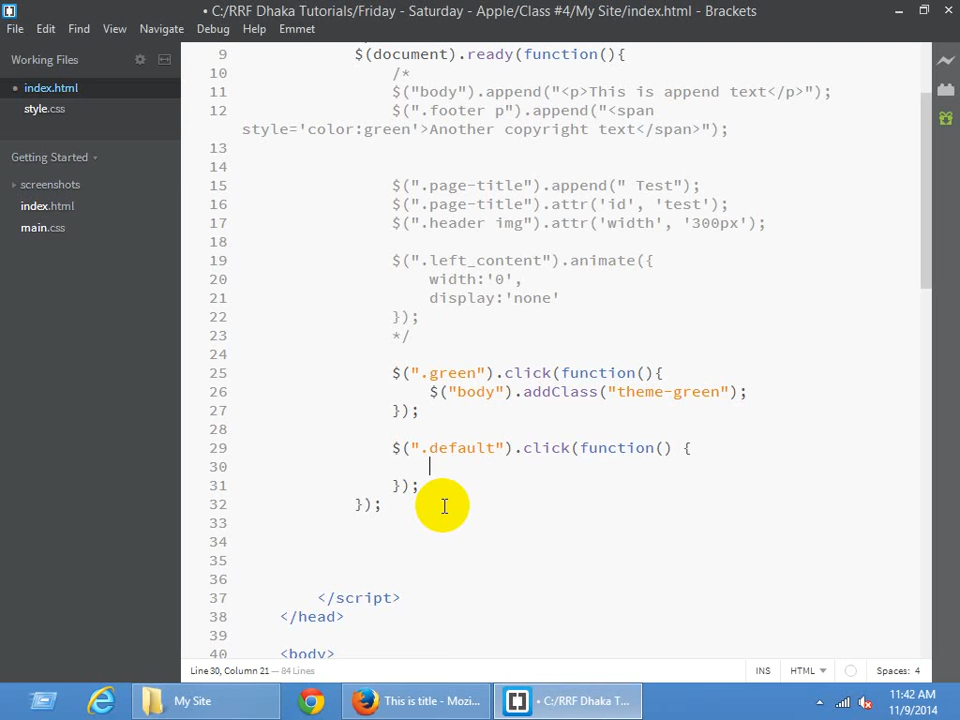 • C:/RRF Dhaka Tutorials/Friday - Saturday - Apple/Class #4/My Site/index.html - Brackets
File Edit Find View Navigate Debug Help Emmet
Working Files
• index.html
style.css
Getting Started
screenshots
index.html
main.css
9 $(document).ready(function(){
10 /*
11 $("body").append("<p>This is append text</p>");
12 $(".footer p").append("<span
style='color:green'>Another copyright text</span>");
13
14
15 $(".page-title").append(" Test");
16 $(".page-title").attr('id', 'test');
17 $(".header img").attr('width', '300px');
18
19 $(".left_content").animate({
20 width:'0',
21 display:'none'
22 });
23 */
24
25 $(".green").click(function(){
26 $("body").addClass("theme-green");
27 });
28
29 $(".default").click(function() {
30
31 });
32 });
33
34
35
36
37 </script>
38 </head>
39
40 <body>
Line 30, Column 21 — 84 Lines
INS HTML Spaces: 4
My Site
This is title - Mozi...
• C:/RRF Dhaka T...
11:42 AM
11/9/2014